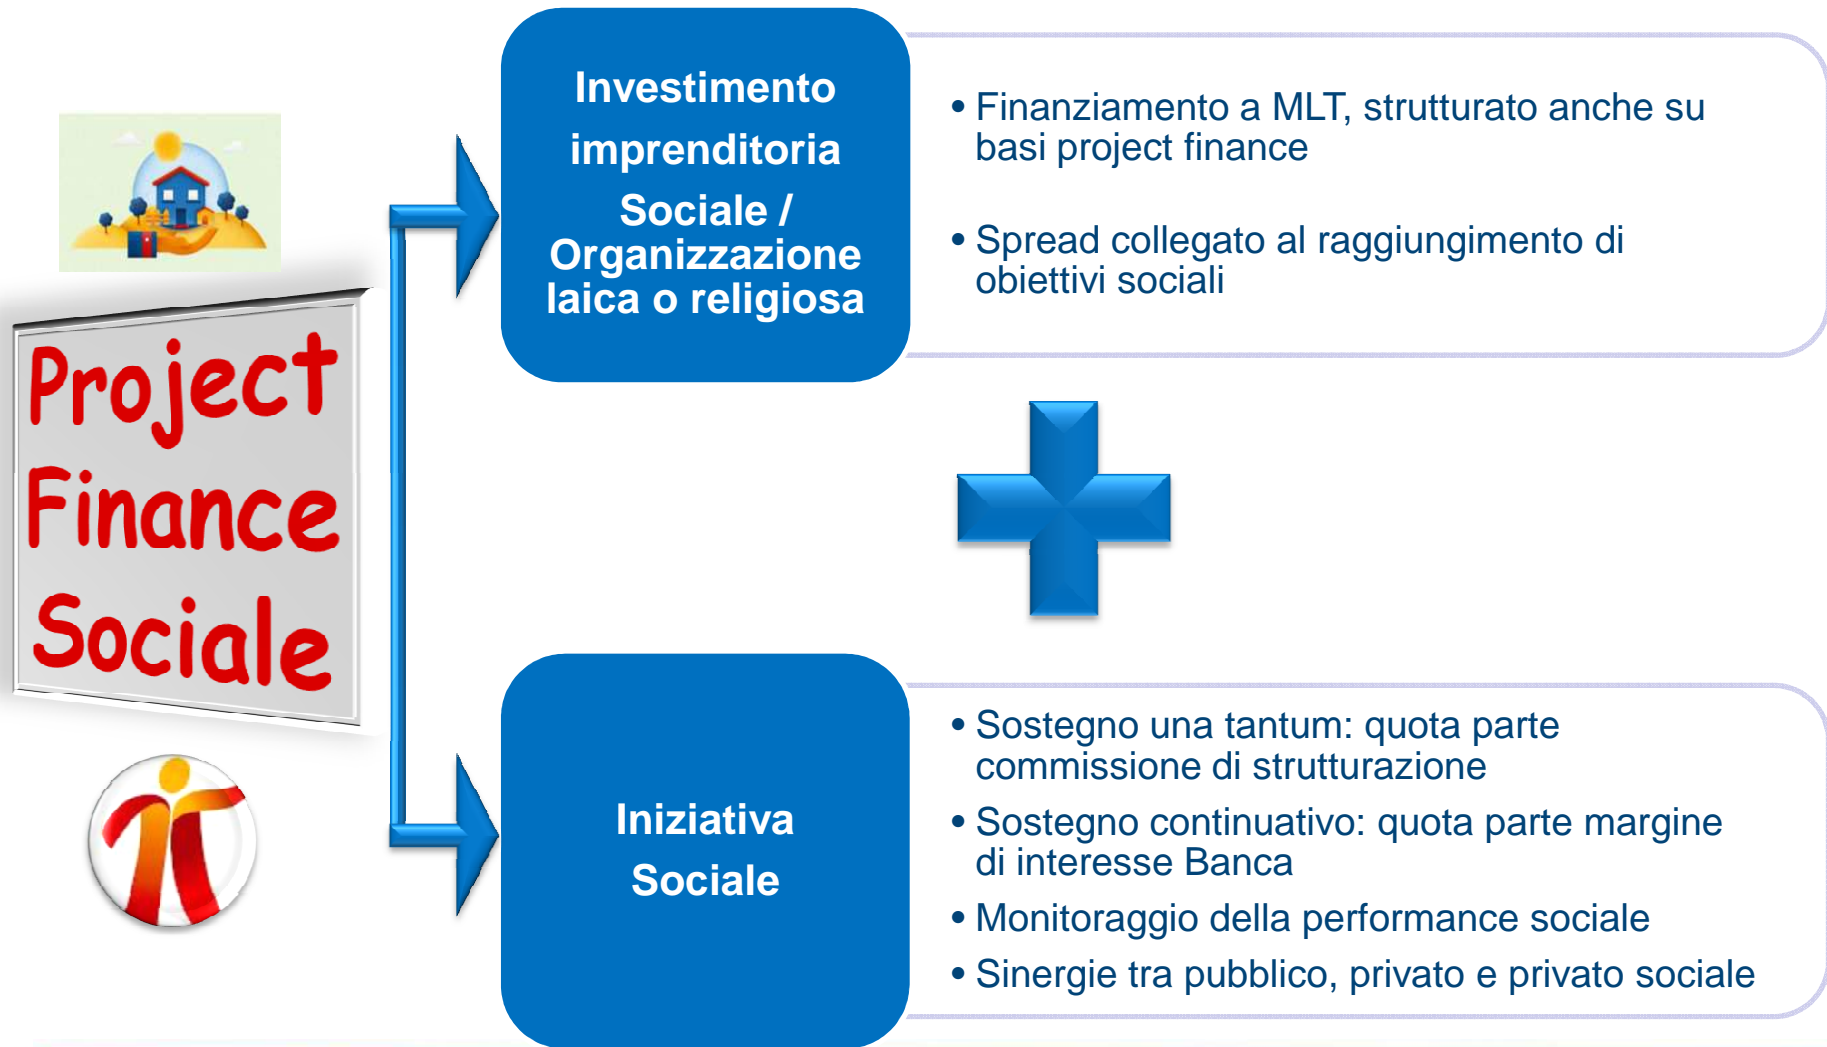 Project
Finance
Sociale
Investimento
imprenditoria
Sociale /
Organizzazione
laica o religiosa
• Finanziamento a MLT, strutturato anche su
basi project finance
• Spread collegato al raggiungimento di
obiettivi sociali
Iniziativa
Sociale
• Sostegno una tantum: quota parte
commissione di strutturazione
• Sostegno continuativo: quota parte margine
di interesse Banca
• Monitoraggio della performance sociale
• Sinergie tra pubblico, privato e privato sociale